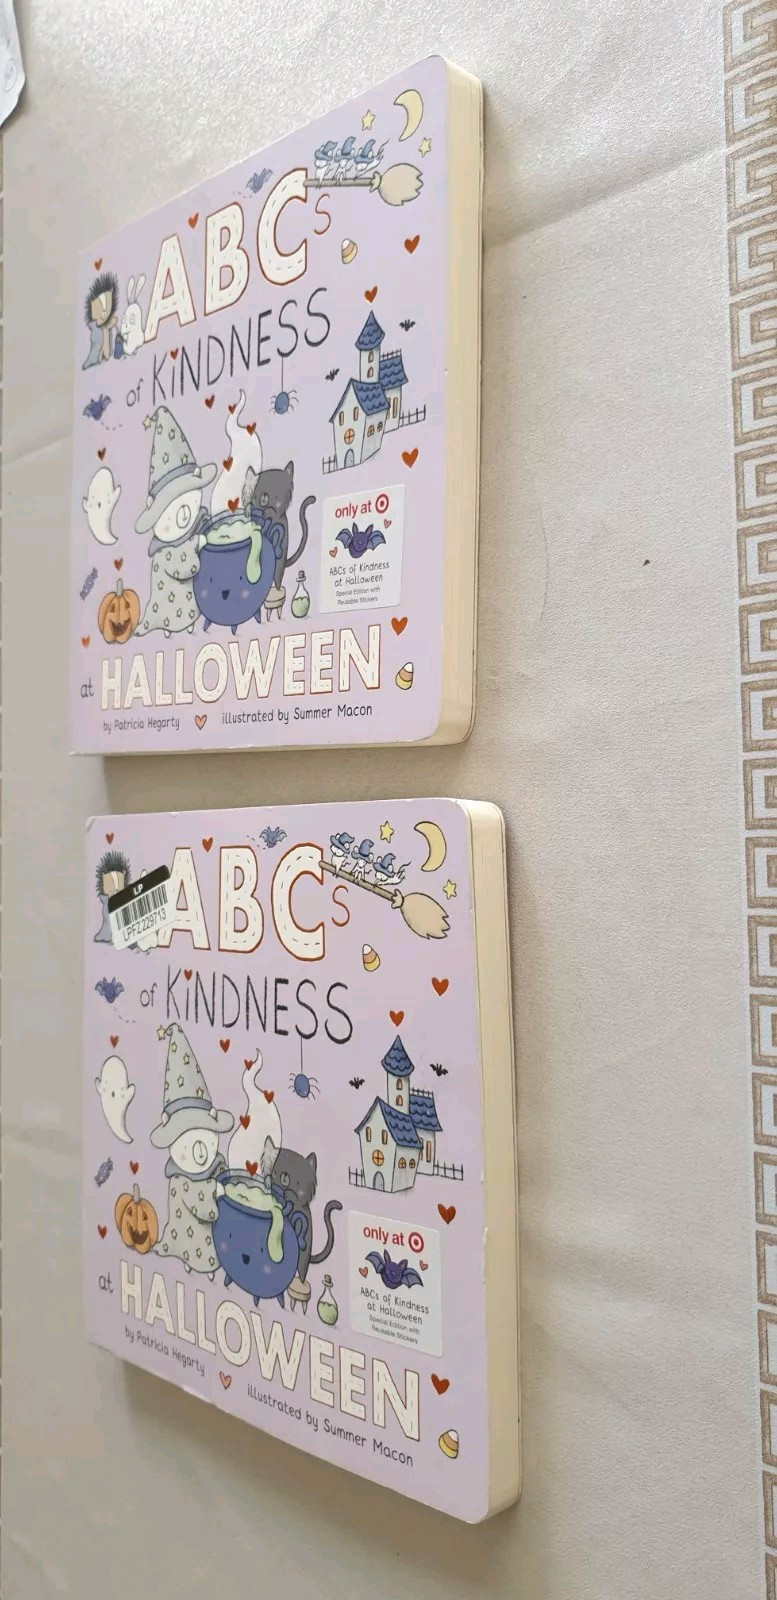 ABCs
of KiNDNESS
only at
ABCs of Kindness
at Halloween
Special Edition with
Reusable Stickers
at HALLOWEEN
by Patricia Hegarty illustrated by Summer Macon
LP
LPFZ229713
ABCs
of KiNDNESS
only at
ABCs of Kindness
at Halloween
Special Edition with
Reusable Stickers
at HALLOWEEN
by Patricia Hegarty illustrated by Summer Macon